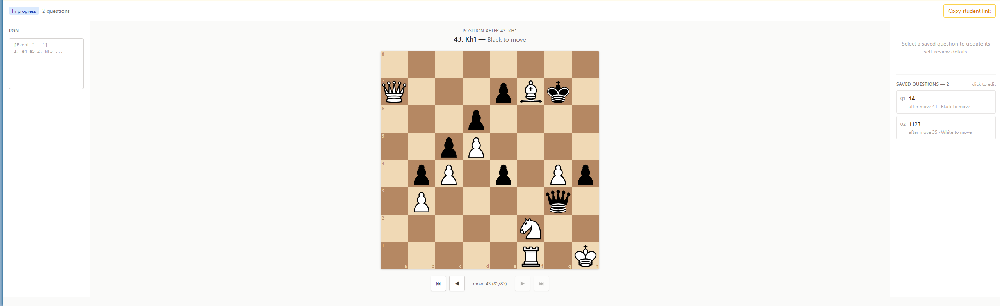 In progress 2 questions
Copy student link
PGN
[Event "..."]
1. e4 e5 2. Nf3 ...
POSITION AFTER 43. KH1
43. Kh1 — Black to move
8
7
6
5
4
3
2
1
a b c d e f g h
move 43 (85/85)
Select a saved question to update its
self-review details.
SAVED QUESTIONS — 2 click to edit
Q1 14
after move 41 · Black to move
Q2 1123
after move 35 · White to move